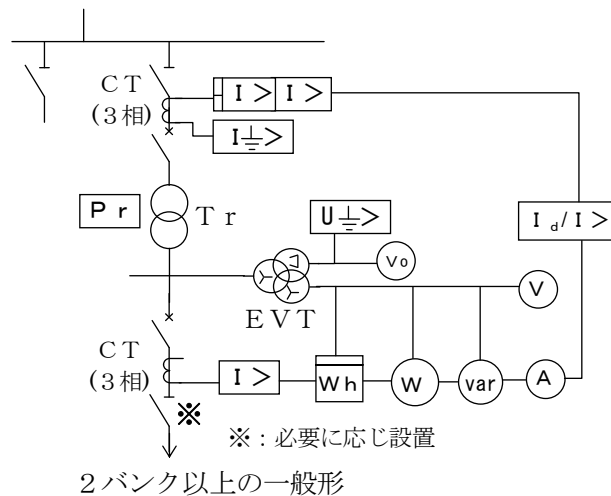 CT
(3相)
I> I>
I⏚>
Pr
Tr
U⏚>
Vo
Id/I>
EVT
V
CT
(3相)
I>
Wh
W
var
A
※
※：必要に応じ設置
2バンク以上の一般形